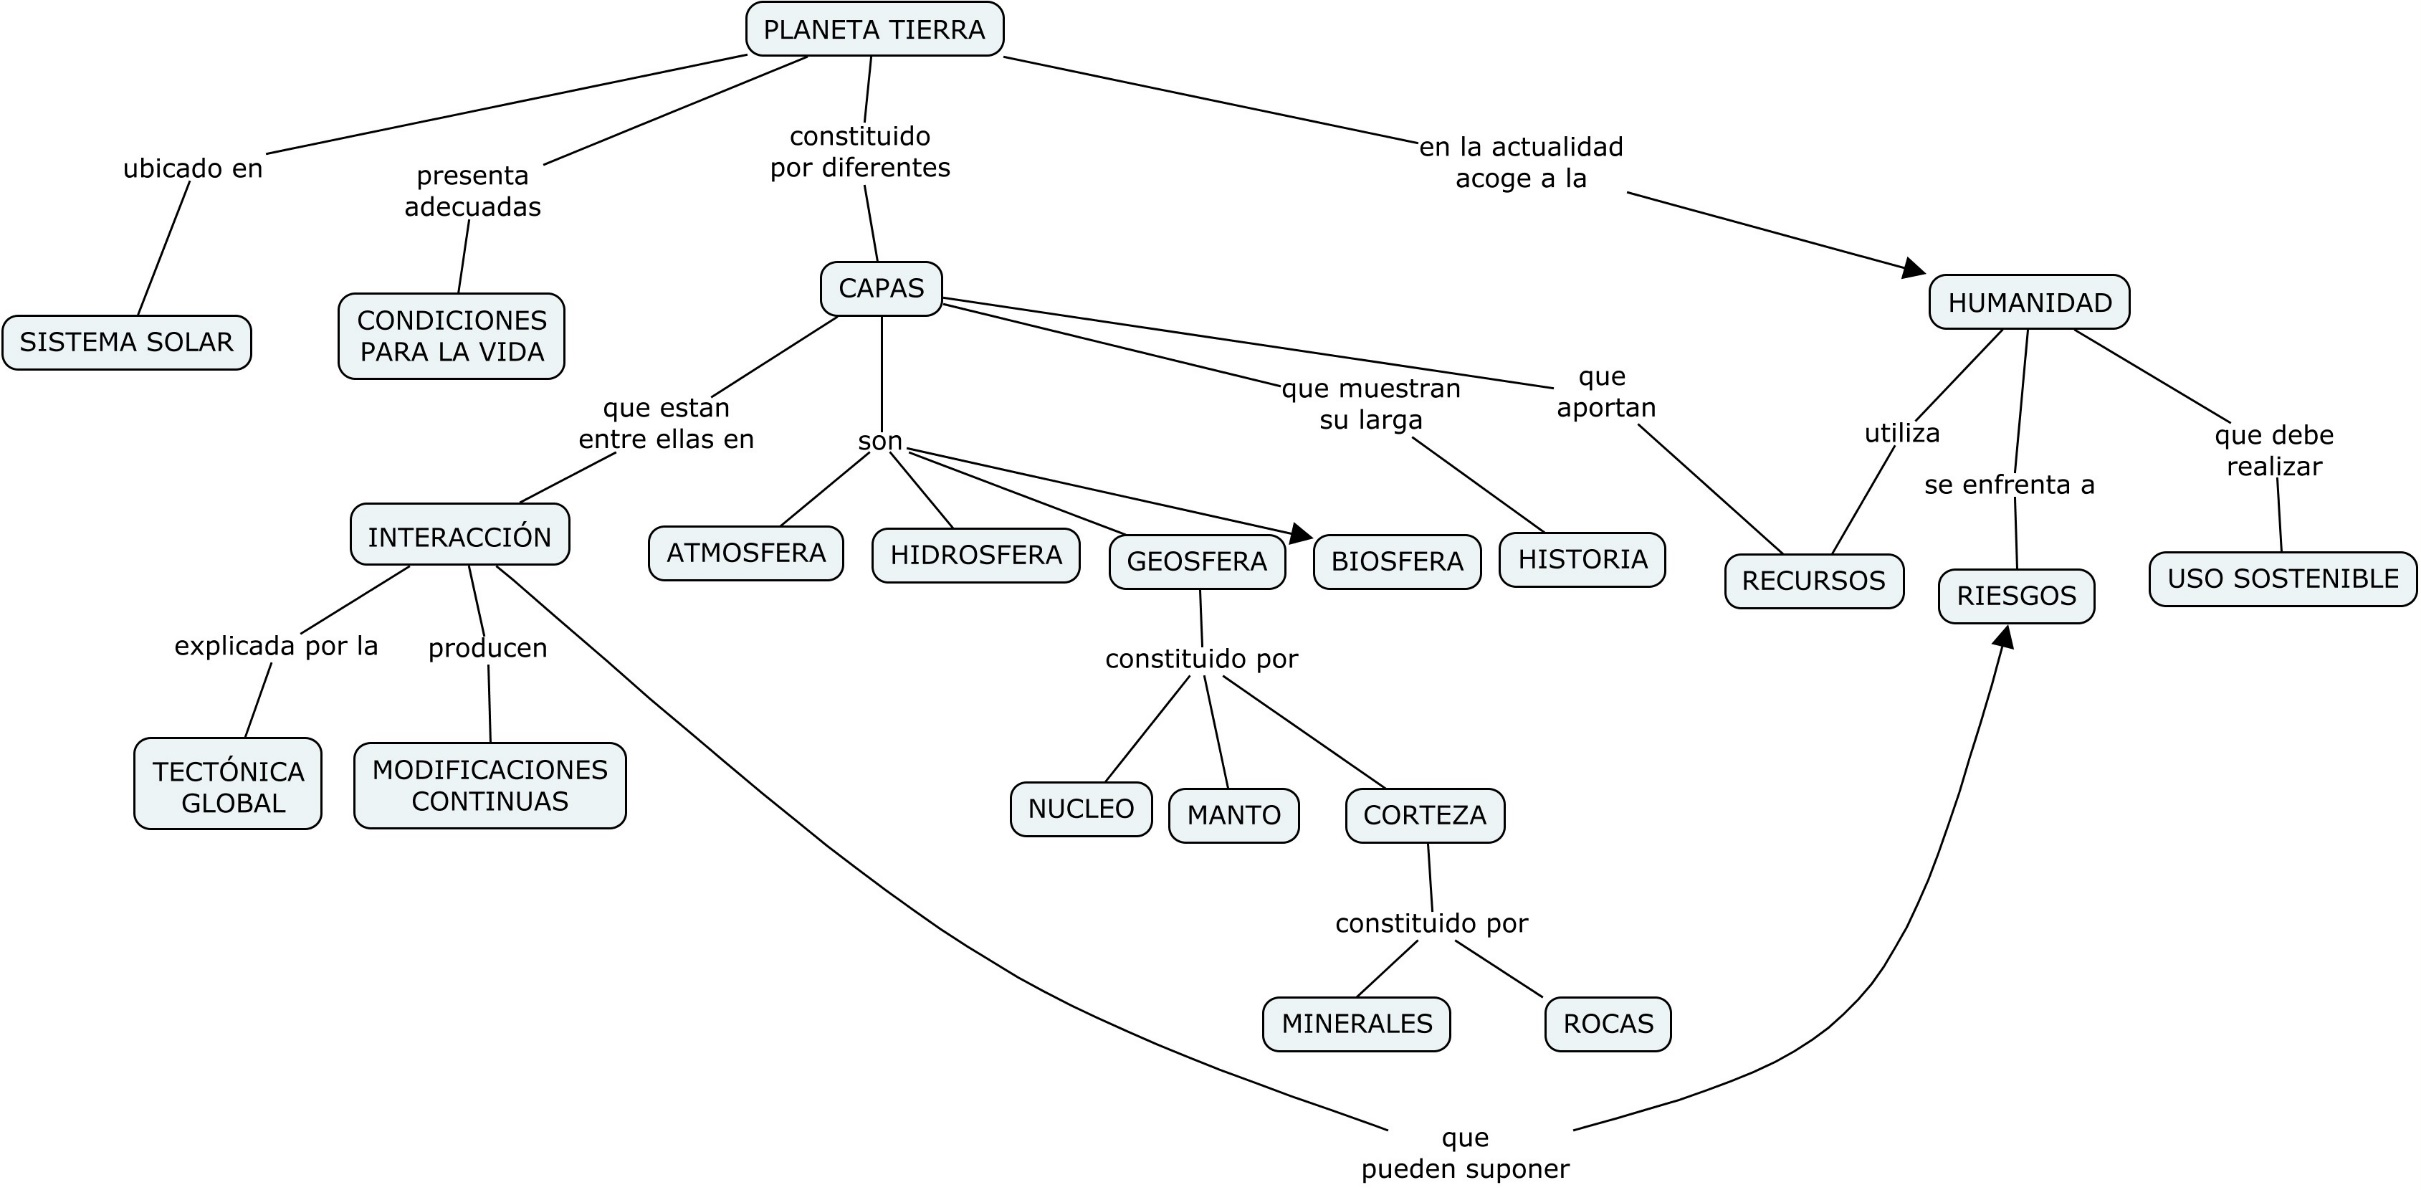 PLANETA TIERRA
ubicado en
presenta
adecuadas
constituido
por diferentes
en la actualidad
acoge a la
SISTEMA SOLAR
CONDICIONES
PARA LA VIDA
CAPAS
HUMANIDAD
que estan
entre ellas en
son
que muestran
su larga
que
aportan
utiliza
se enfrenta a
que debe
realizar
INTERACCIÓN
ATMOSFERA
HIDROSFERA
GEOSFERA
BIOSFERA
HISTORIA
RECURSOS
RIESGOS
USO SOSTENIBLE
explicada por la
producen
constituido por
TECTÓNICA
GLOBAL
MODIFICACIONES
CONTINUAS
NUCLEO
MANTO
CORTEZA
constituido por
MINERALES
ROCAS
que
pueden suponer